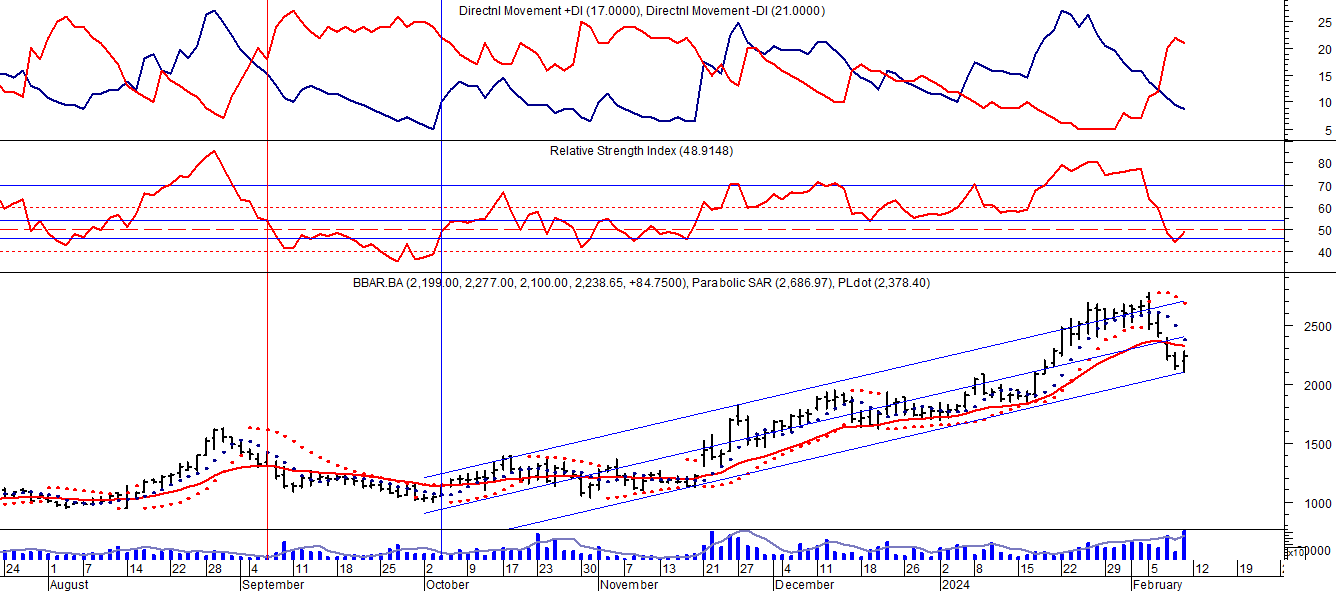 Directnl Movement +DI (17.0000), Directnl Movement -DI (21.0000)
25
20
15
10
5
Relative Strength Index (48.9148)
80
70
60
50
40
BBAR.BA (2,199.00, 2,277.00, 2,100.00, 2,238.65, +84.7500), Parabolic SAR (2,686.97), PLdot (2,378.40)
2500
2000
1500
1000
50000
x10
24 1 7 14 22 28 4 11 18 25 2 9 17 23 30 7 13 21 27 4 11 18 26 2 8 15 22 29 5 12 19
August September October November December 2024 February